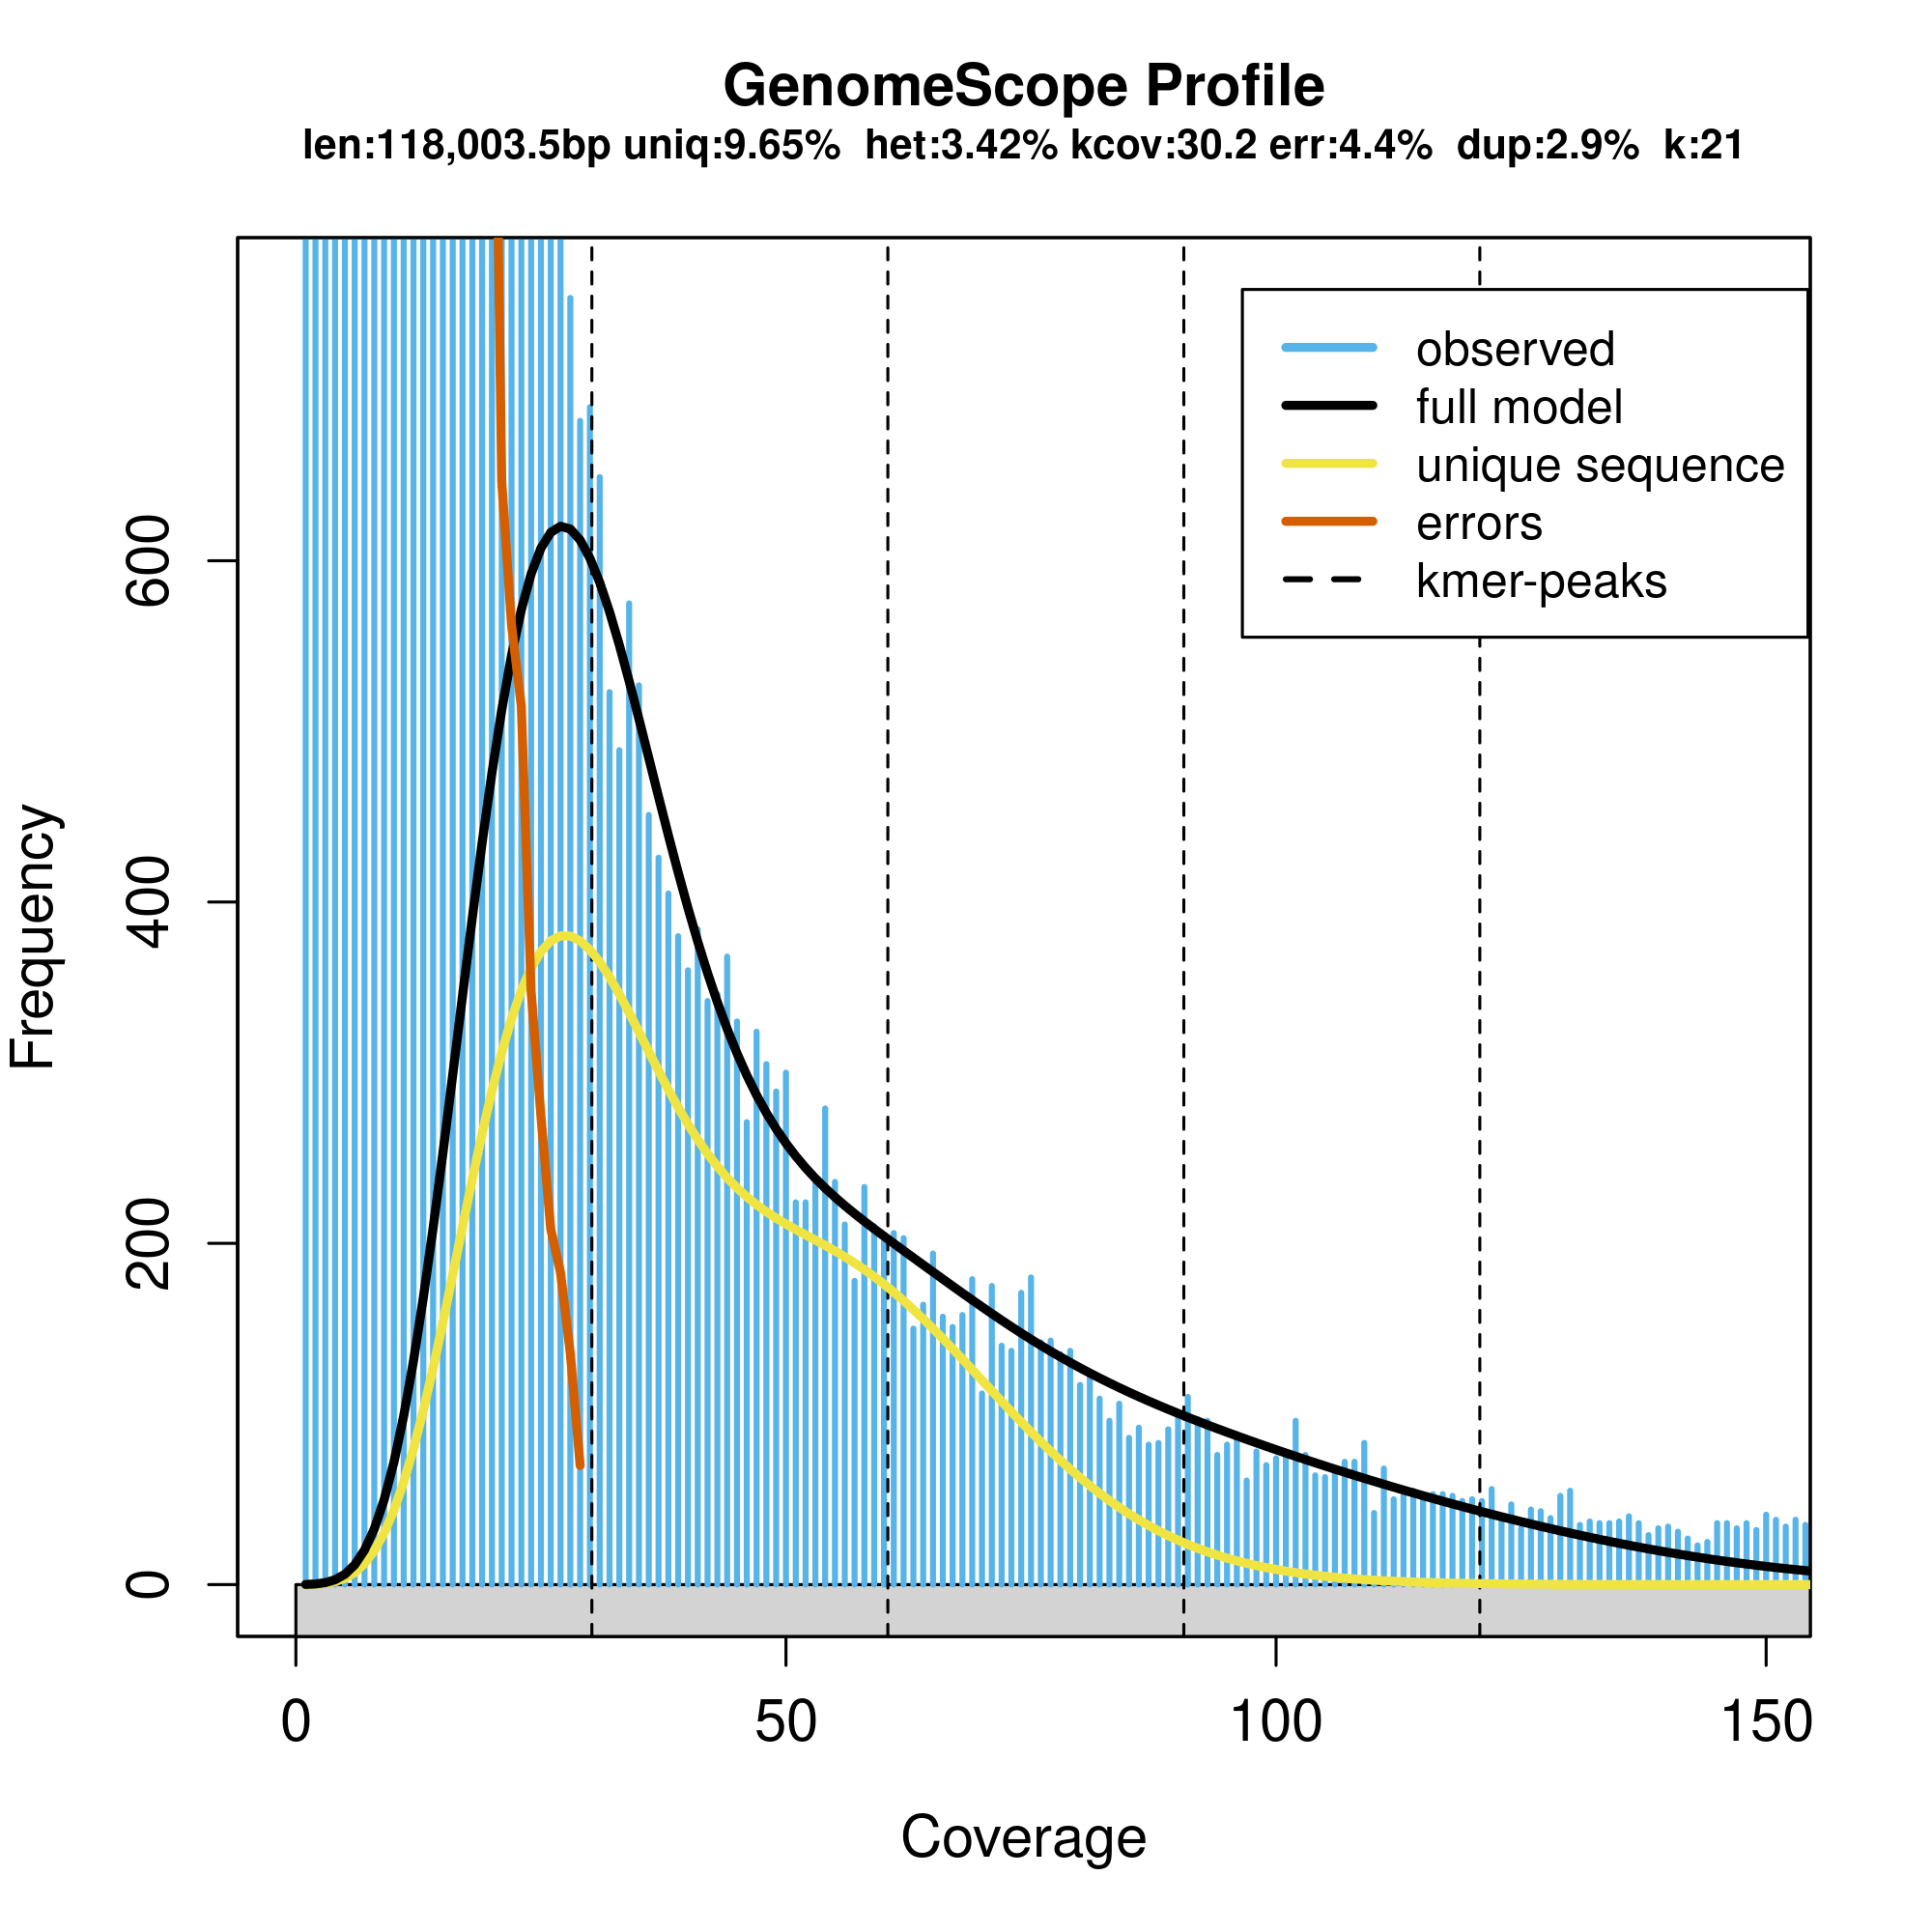 GenomeScope Profile
len:118,003.5bp uniq:9.65% het:3.42% kcov:30.2 err:4.4% dup:2.9% k:21
observed
full model
unique sequence
errors
kmer-peaks
Frequency
600
400
200
0
0 50 100 150
Coverage